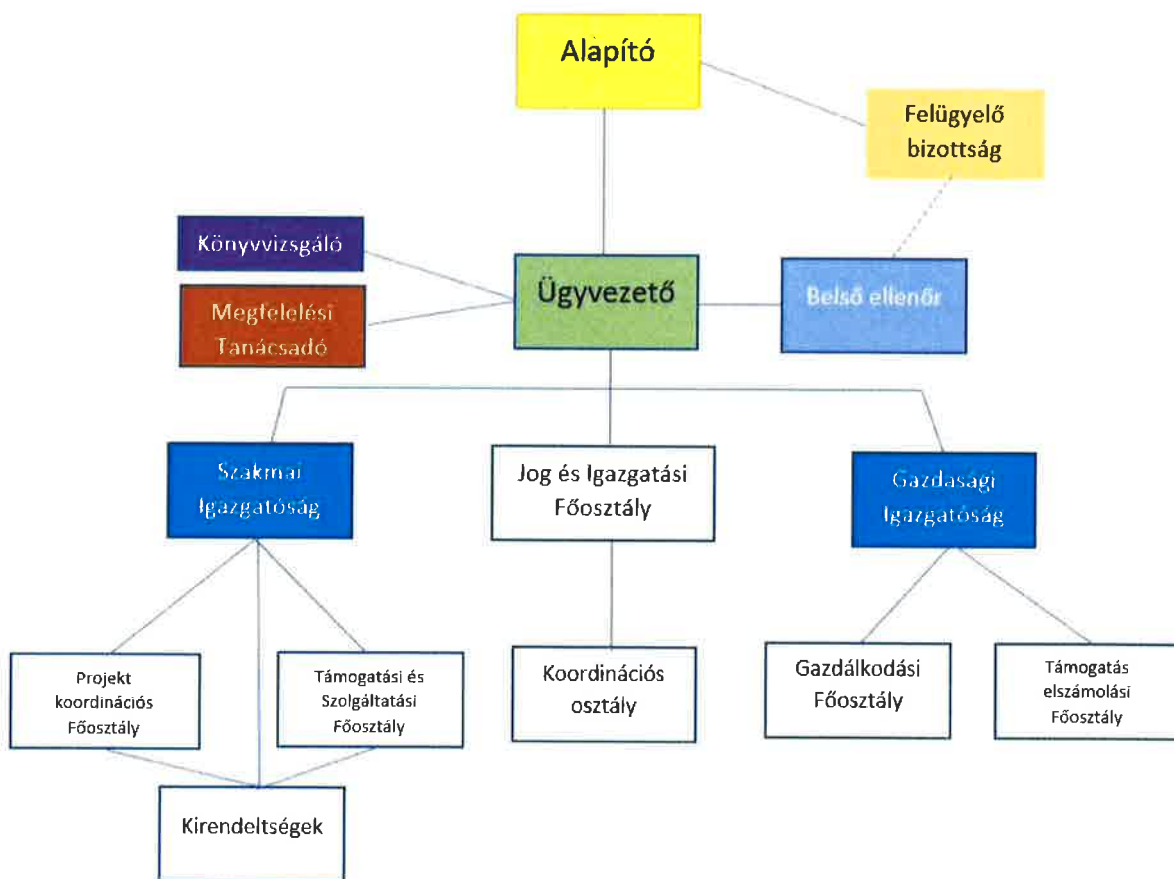 Alapító
Felügyelő
bizottság
Könyvvizsgáló
Megfelelési
Tanácsadó
Ügyvezető
Belső ellenőr
Szakmai
Igazgatóság
Jog és Igazgatási
Főosztály
Gazdasági
Igazgatóság
Projekt
koordinációs
Főosztály
Támogatási és
Szolgáltatási
Főosztály
Koordinációs
osztály
Gazdálkodási
Főosztály
Támogatás
elszámolási
Főosztály
Kirendeltségek